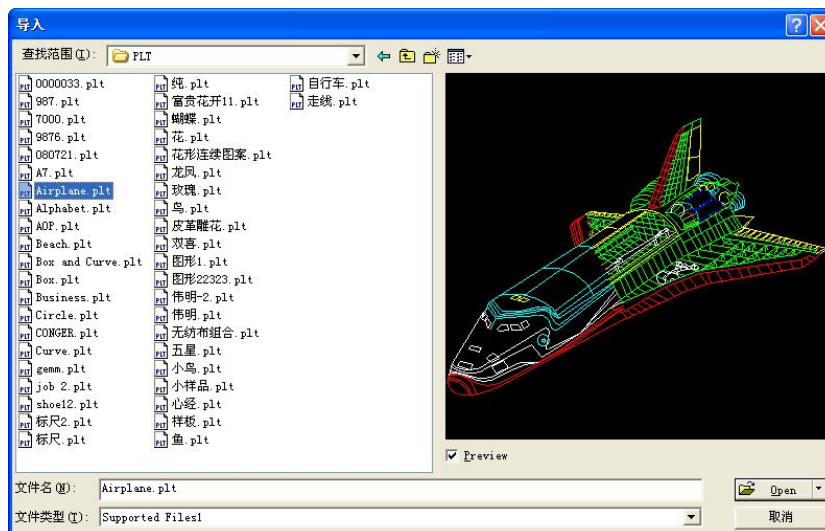 导入
查找范围(I): PLT
0000033.plt
987.plt
7000.plt
9876.plt
080721.plt
A7.plt
Airplane.plt
Alphabet.plt
AOP.plt
Beach.plt
Box and Curve.plt
Box.plt
Business.plt
Circle.plt
CONGER.plt
Curve.plt
gemm.plt
job 2.plt
shoe12.plt
标尺2.plt
标尺.plt
纯.plt
富贵花开11.plt
蝴蝶.plt
花.plt
花形连续图案.plt
龙凤.plt
玫瑰.plt
鸟.plt
皮革雕花.plt
双喜.plt
图形1.plt
图形22323.plt
伟明-2.plt
伟明.plt
无纺布组合.plt
五星.plt
小鸟.plt
小样品.plt
心经.plt
样板.plt
鱼.plt
自行车.plt
走线.plt
Preview
文件名(N): Airplane.plt
Open
文件类型(T): Supported Files1
取消